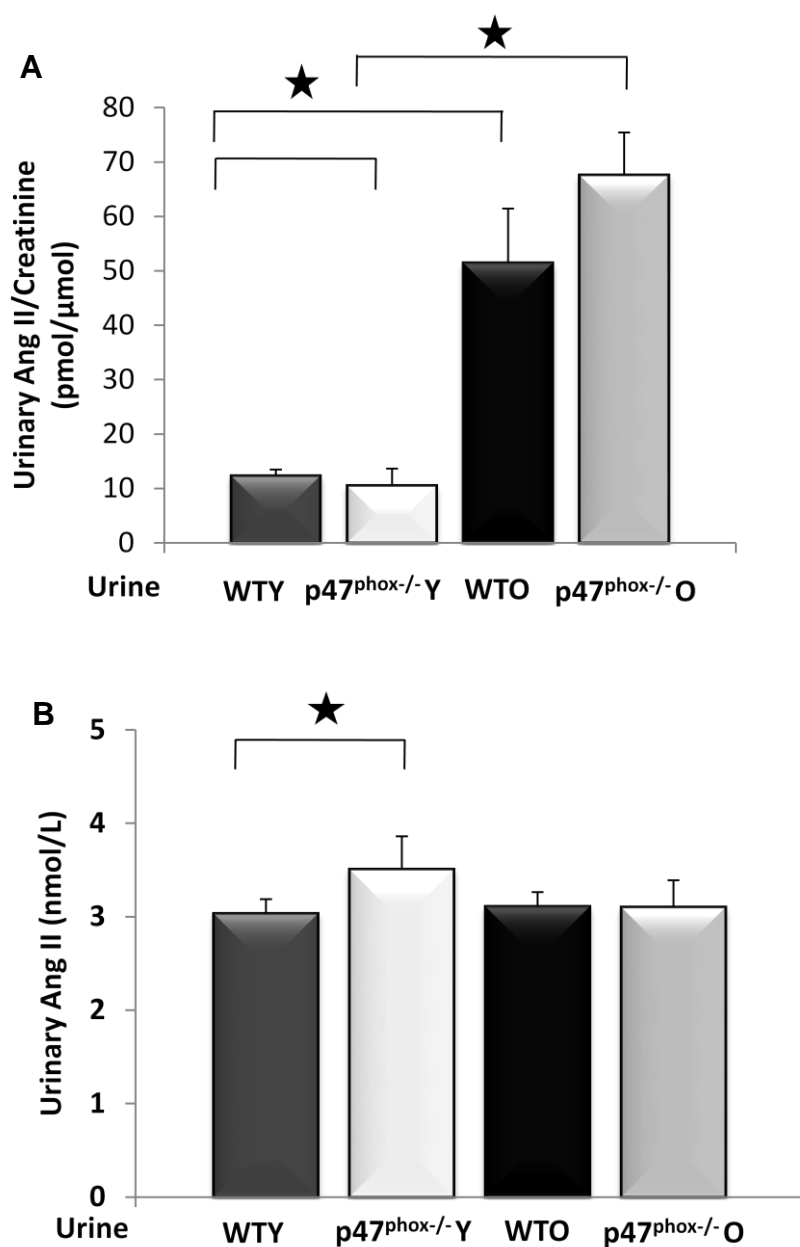 A
Urinary Ang II/Creatinine
(pmol/µmol)
80
70
60
50
40
30
20
10
0
Urine WTY p47phox-/- Y WTO p47phox-/- O
B
Urinary Ang II (nmol/L)
5
4
3
2
1
0
Urine WTY p47phox-/- Y WTO p47phox-/- O